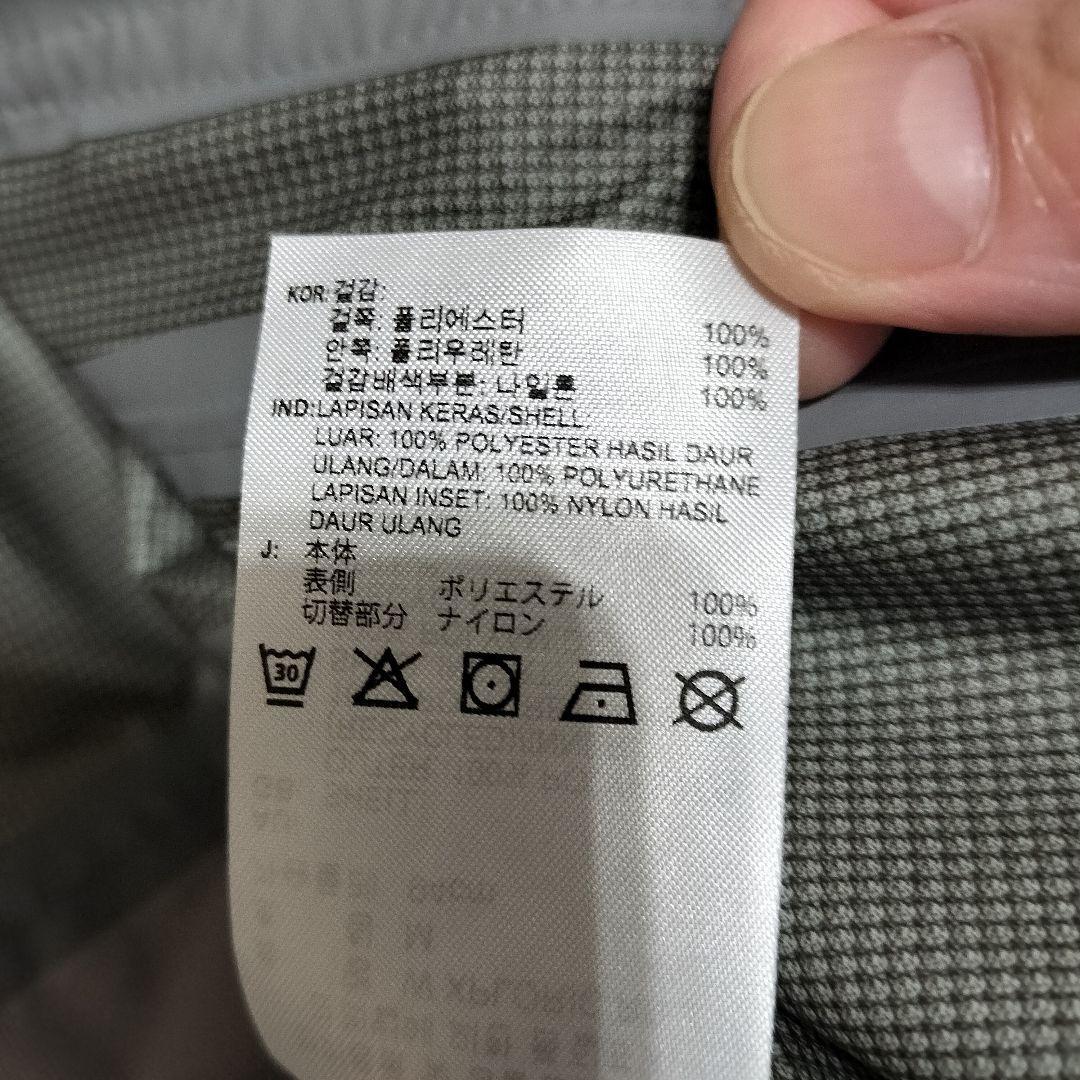 KOR: 겉감:
겉쪽: 폴리에스터 100%
안쪽: 폴리우레탄 100%
겉감배색부분: 나일론 100%
IND: LAPISAN KERAS/SHELL:
LUAR: 100% POLYESTER HASIL DAUR
ULANG/DALAM: 100% POLYURETHANE
LAPISAN INSET: 100% NYLON HASIL
DAUR ULANG
J: 本体
表側 ポリエステル 100%
切替部分 ナイロン 100%
30